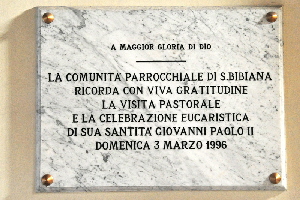 A MAGGIOR GLORIA DI DIO
LA COMUNITA' PARROCCHIALE DI S.BIBIANA
RICORDA CON VIVA GRATITUDINE
LA VISITA PASTORALE
E LA CELEBRAZIONE EUCARISTICA
DI SUA SANTITA' GIOVANNI PAOLO II
DOMENICA 3 MARZO 1996